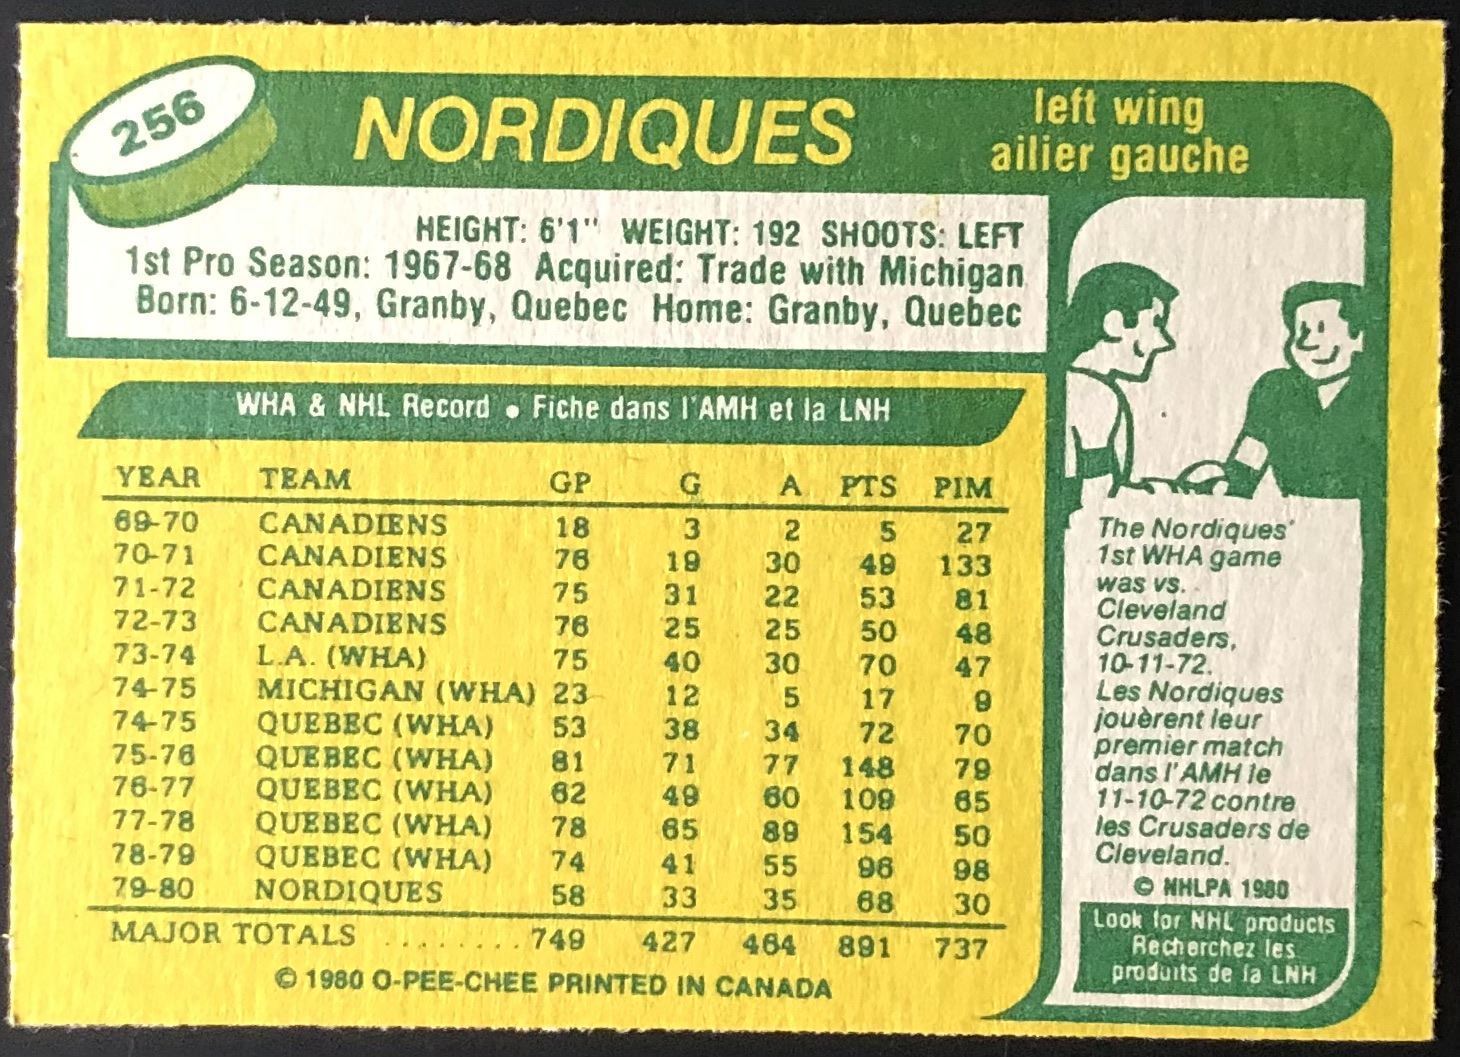 256
NORDIQUES
left wing
ailier gauche
HEIGHT: 6'1" WEIGHT: 192 SHOOTS: LEFT
1st Pro Season: 1967-68 Acquired: Trade with Michigan
Born: 6-12-49, Granby, Quebec Home: Granby, Quebec
WHA & NHL Record • Fiche dans l'AMH et la LNH
YEAR TEAM GP G A PTS PIM
69-70 CANADIENS 18 3 2 5 27
70-71 CANADIENS 76 19 30 49 133
71-72 CANADIENS 75 31 22 53 81
72-73 CANADIENS 76 25 25 50 48
73-74 L.A. (WHA) 75 40 30 70 47
74-75 MICHIGAN (WHA) 23 12 5 17 9
74-75 QUEBEC (WHA) 53 38 34 72 70
75-76 QUEBEC (WHA) 81 71 77 148 79
76-77 QUEBEC (WHA) 62 49 60 109 65
77-78 QUEBEC (WHA) 78 65 89 154 50
78-79 QUEBEC (WHA) 74 41 55 96 98
79-80 NORDIQUES 58 33 35 68 30
MAJOR TOTALS ........ 749 427 464 891 737
© 1980 O-PEE-CHEE PRINTED IN CANADA
The Nordiques'
1st WHA game
was vs.
Cleveland
Crusaders,
10-11-72.
Les Nordiques
jouèrent leur
premier match
dans l'AMH le
11-10-72 contre
les Crusaders de
Cleveland.
© NHLPA 1980
Look for NHL products
Recherchez les
produits de la LNH